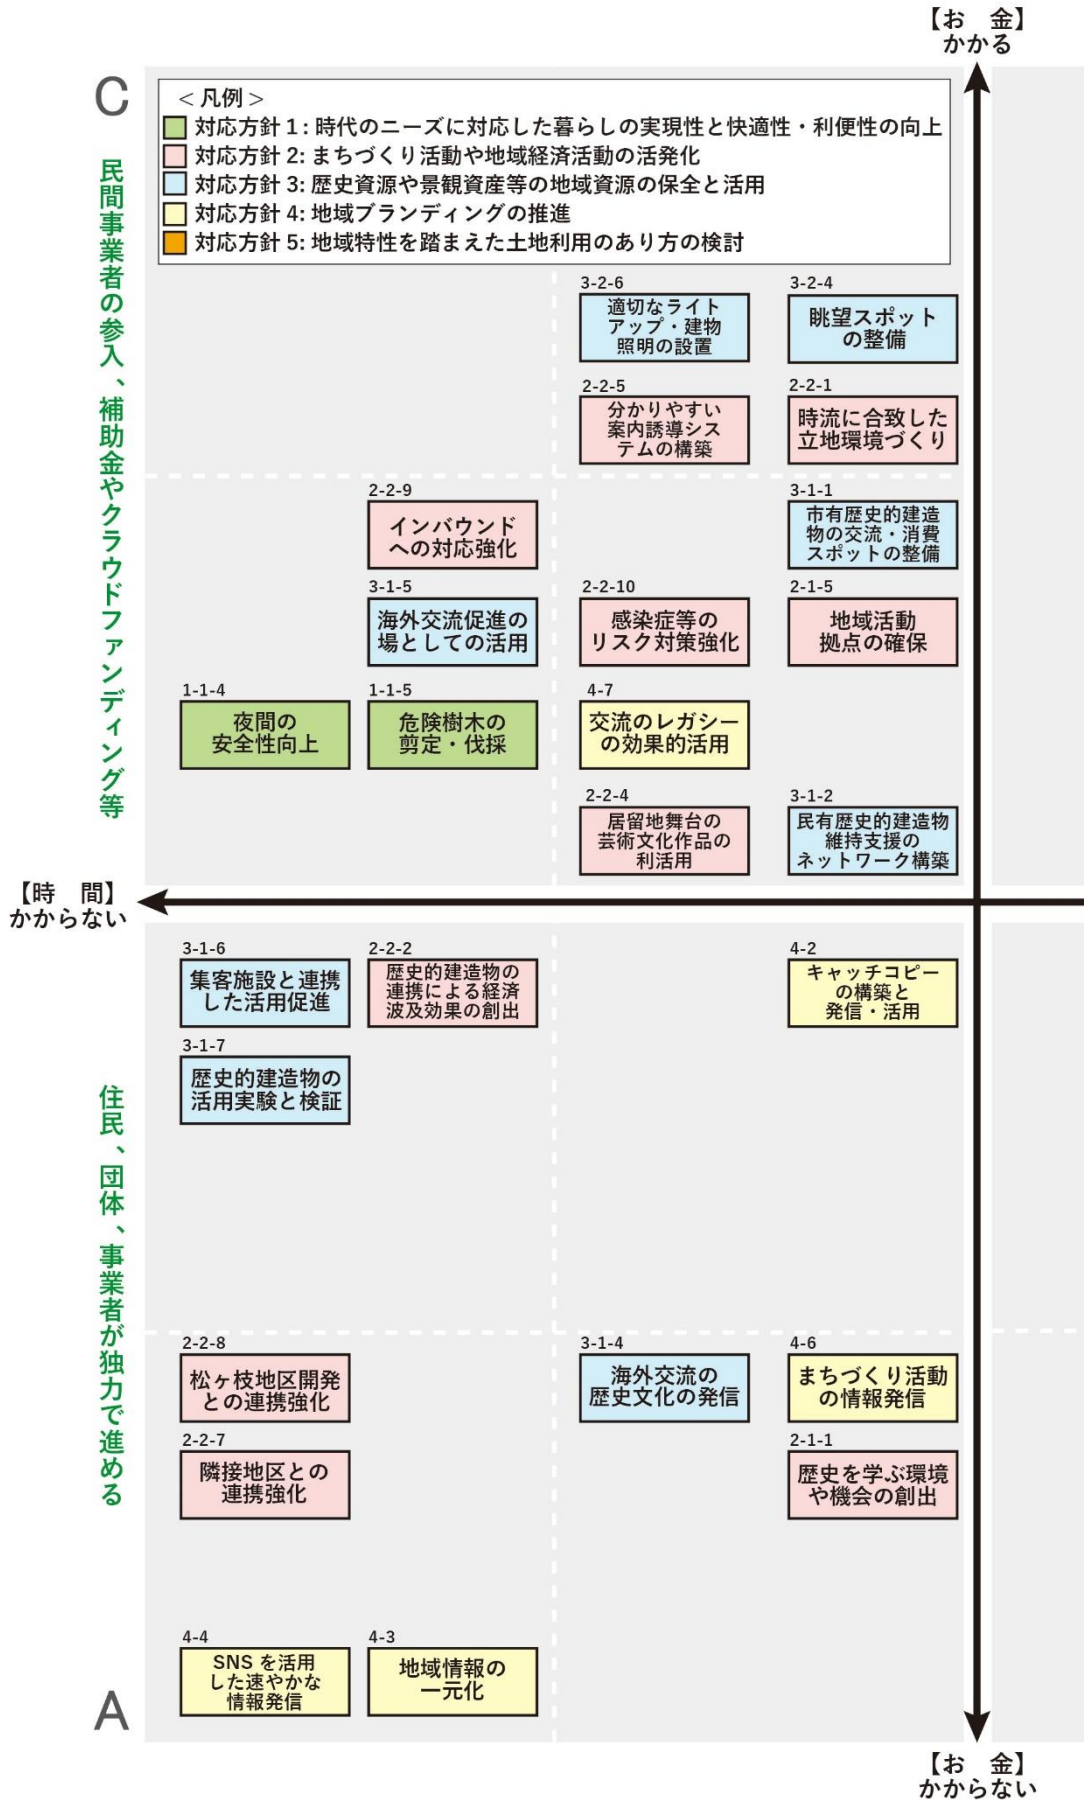 【お　金】
かかる
C
民間事業者の参入、補助金やクラウドファンディング等
＜凡例＞
対応方針 1：時代のニーズに対応した暮らしの実現性と快適性・利便性の向上
対応方針 2：まちづくり活動や地域経済活動の活発化
対応方針 3：歴史資源や景観資産等の地域資源の保全と活用
対応方針 4：地域ブランディングの推進
対応方針 5：地域特性を踏まえた土地利用のあり方の検討
3-2-6
適切なライト
アップ・建物
照明の設置
3-2-4
眺望スポット
の整備
2-2-5
分かりやすい
案内誘導シス
テムの構築
2-2-1
時流に合致した
立地環境づくり
2-2-9
インバウンド
への対応強化
3-1-1
市有歴史的建造
物の交流・消費
スポットの整備
3-1-5
海外交流促進の
場としての活用
2-2-10
感染症等の
リスク対策強化
2-1-5
地域活動
拠点の確保
1-1-4
夜間の
安全性向上
1-1-5
危険樹木の
剪定・伐採
4-7
交流のレガシー
の効果的活用
2-2-4
居留地舞台の
芸術文化作品の
利活用
3-1-2
民有歴史的建造物
維持支援の
ネットワーク構築
【時　間】
かからない
住民、団体、事業者が独力で進める
3-1-6
集客施設と連携
した活用促進
2-2-2
歴史的建造物の
連携による経済
波及効果の創出
4-2
キャッチコピー
の構築と
発信・活用
3-1-7
歴史的建造物の
活用実験と検証
2-2-8
松ヶ枝地区開発
との連携強化
3-1-4
海外交流の
歴史文化の発信
4-6
まちづくり活動
の情報発信
2-2-7
隣接地区との
連携強化
2-1-1
歴史を学ぶ環境
や機会の創出
4-4
SNS を活用
した速やかな
情報発信
4-3
地域情報の
一元化
A
【お　金】
かからない